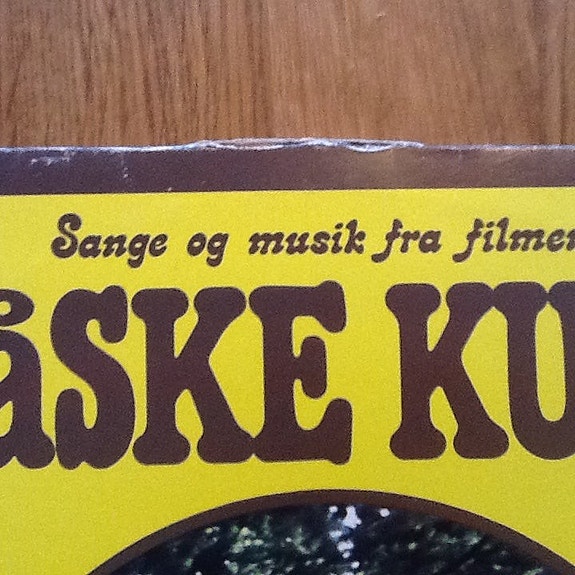 Sange og musik fra filmen
åSKE KU